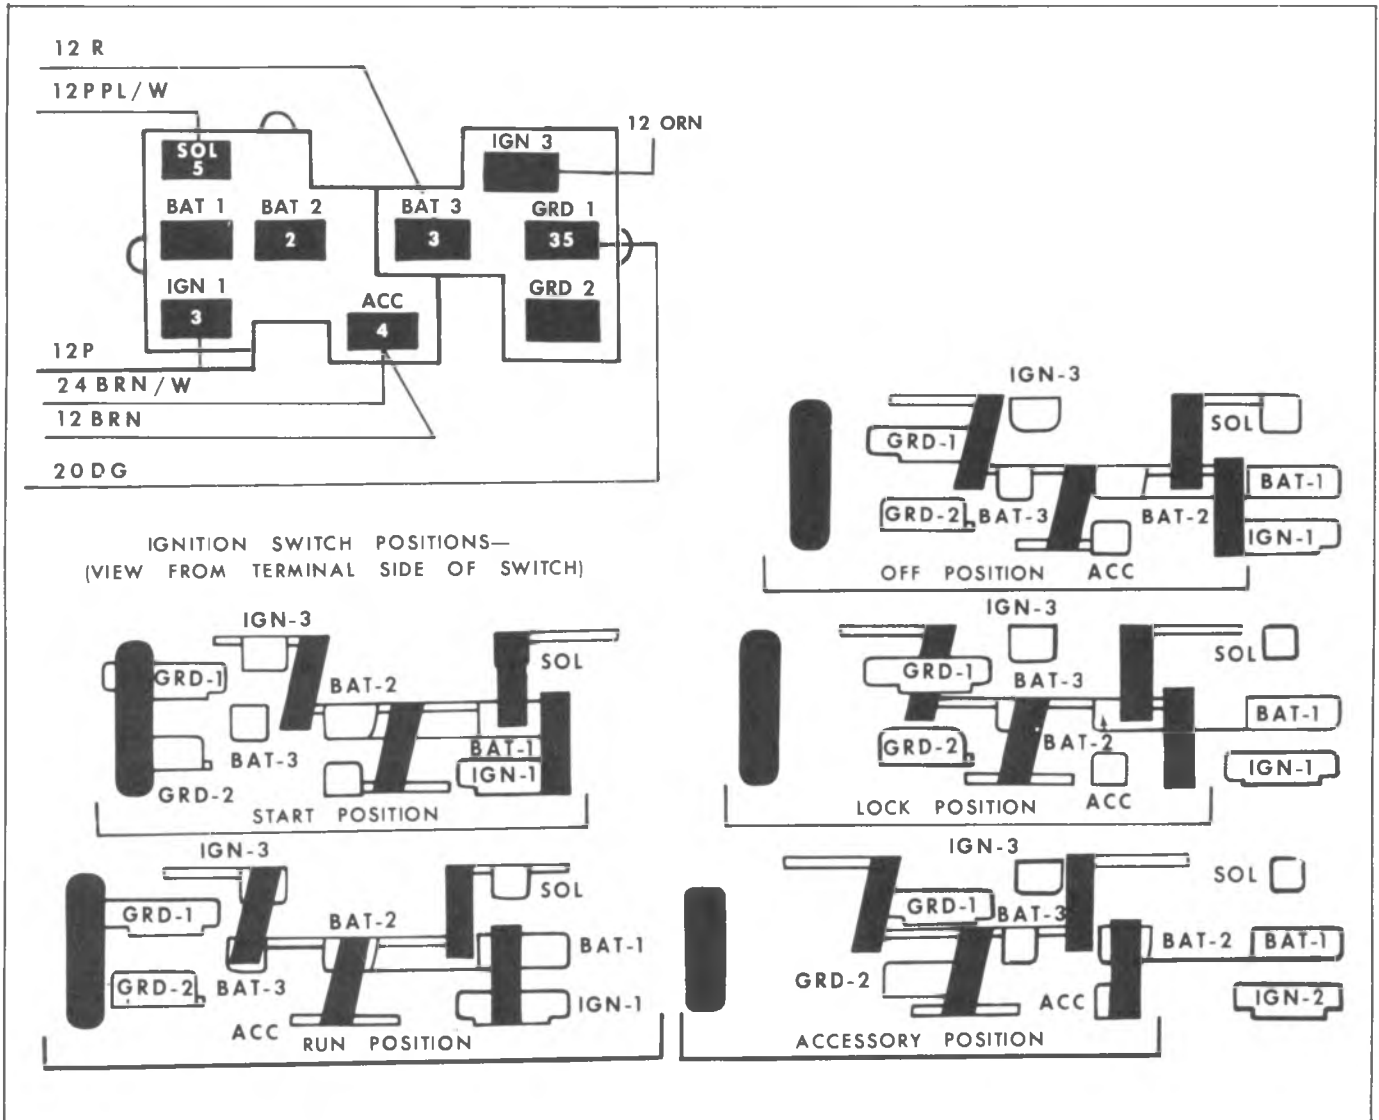 12 R
12PPL/W
12 ORN
IGN 3
SOL
5
BAT 1
BAT 2
2
BAT 3
3
GRD 1
35
IGN 1
3
ACC
4
GRD 2
12P
24 BRN/W
12 BRN
20 DG
IGNITION SWITCH POSITIONS—
(VIEW FROM TERMINAL SIDE OF SWITCH)
IGN-3
GRD-1
SOL
BAT-1
GRD-2
BAT-3
BAT-2
IGN-1
OFF POSITION
ACC
IGN-3
GRD-1
BAT-2
SOL
BAT-3
BAT-1
IGN-1
GRD-2
START POSITION
IGN-3
GRD-1
SOL
BAT-3
BAT-1
GRD-2
BAT-2
IGN-1
LOCK POSITION
ACC
IGN-3
SOL
GRD-1
BAT-2
BAT-1
GRD-2
BAT-3
IGN-1
ACC
RUN POSITION
IGN-3
SOL
GRD-1
BAT-3
BAT-2
BAT-1
GRD-2
ACC
IGN-2
ACCESSORY POSITION